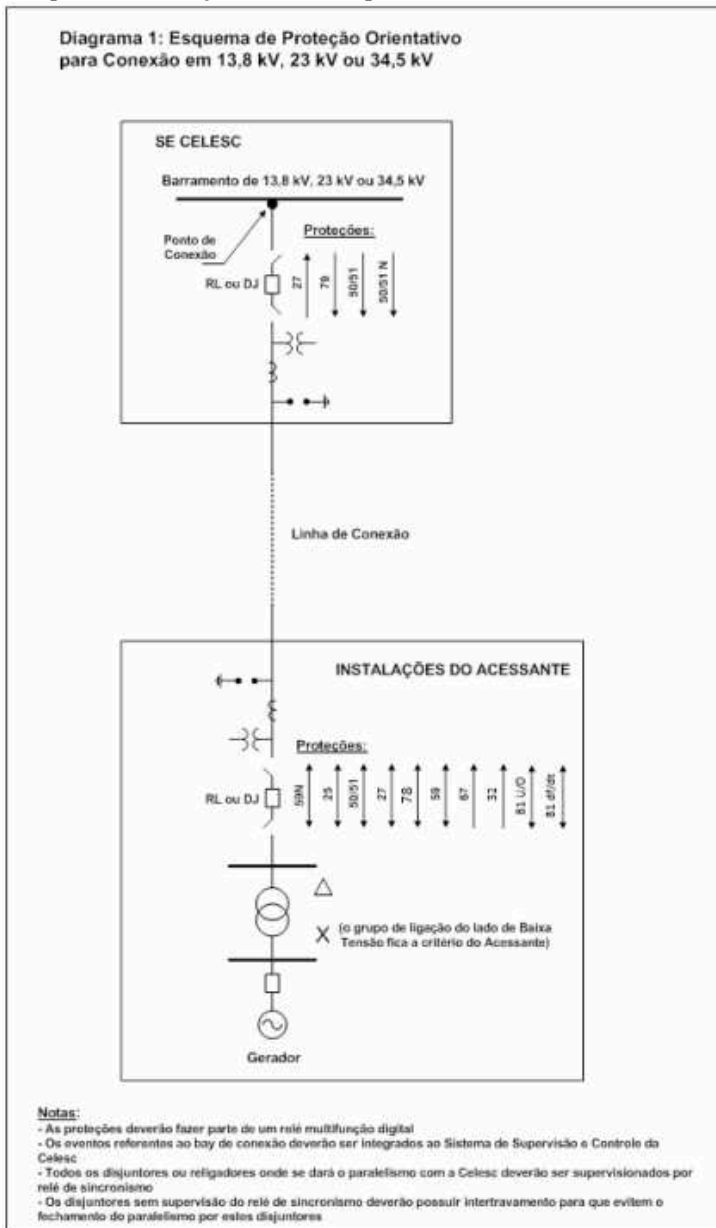 Diagrama 1: Esquema de Proteção Orientativo
para Conexão em 13,8 kV, 23 kV ou 34,5 kV
SE CELESC
Barramento de 13,8 kV, 23 kV ou 34,5 kV
Ponto de
Conexão
Proteções:
RL ou DJ
27
79
50/51
50/51 N
Linha de Conexão
INSTALAÇÕES DO ACESSANTE
Proteções:
RL ou DJ
59N
25
50/51
27
78
59
67
32
81 U/O
81 df/dt
(o grupo de ligação do lado de Baixa
Tensão fica a critério do Acessante)
Gerador
Notas:
- As proteções deverão fazer parte de um relé multifunção digital
- Os eventos referentes ao bay de conexão deverão ser integrados ao Sistema de Supervisão e Controle da
Celesc
- Todos os disjuntores ou religadores onde se dará o paralelismo com a Celesc deverão ser supervisionados por
relé de sincronismo
- Os disjuntores sem supervisão do relé de sincronismo deverão possuir intertravamento para que evitem o
fechamento do paralelismo por estes disjuntores